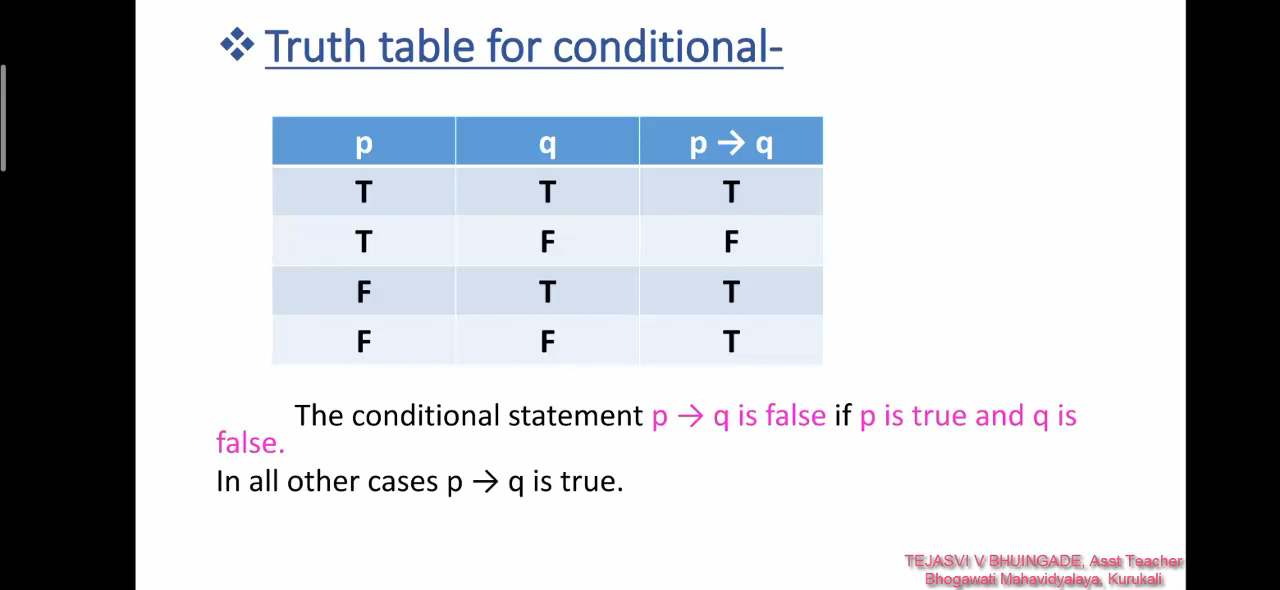 ❖ Truth table for conditional-
p q p → q
T T T
T F F
F T T
F F T
The conditional statement p → q is false if p is true and q is
false.
In all other cases p → q is true.
TEJASVI V BHUINGADE, Asst Teacher
Bhogawati Mahavidyalaya, Kurukali